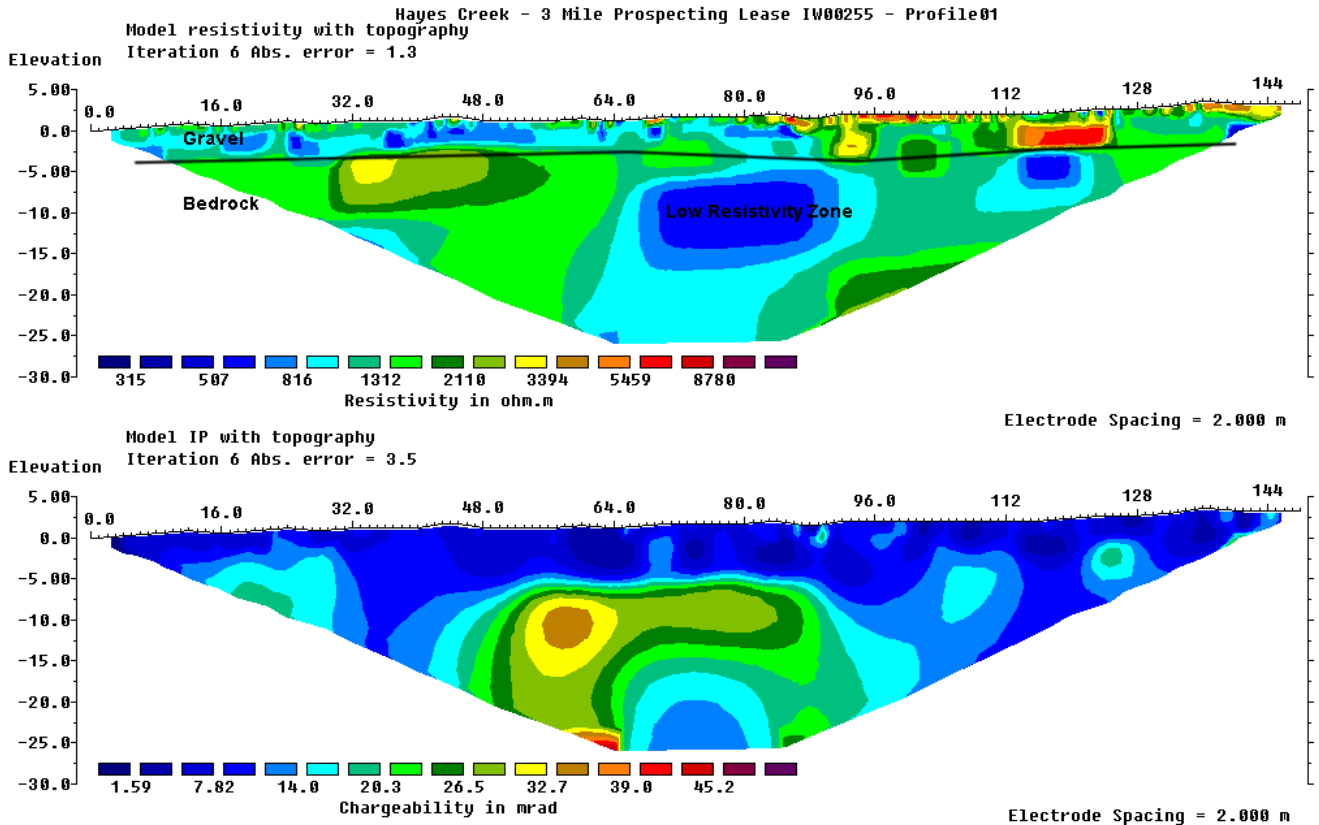 Hayes Creek - 3 Mile Prospecting Lease IW00255 - Profile01
Model resistivity with topography
Iteration 6 Abs. error = 1.3
Elevation
5.00
0.0 16.0 32.0 48.0 64.0 80.0 96.0 112 128 144
0.0
Gravel
-5.00
Bedrock
-10.0
Low Resistivity Zone
-15.0
-20.0
-25.0
-30.0
315 507 816 1312 2110 3394 5459 8780
Resistivity in ohm.m
Electrode Spacing = 2.000 m
Model IP with topography
Iteration 6 Abs. error = 3.5
Elevation
5.00
0.0 16.0 32.0 48.0 64.0 80.0 96.0 112 128 144
0.0
-5.00
-10.0
-15.0
-20.0
-25.0
-30.0
1.59 7.82 14.0 20.3 26.5 32.7 39.0 45.2
Chargeability in mrad
Electrode Spacing = 2.000 m